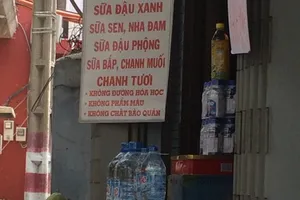 SỮA ĐẬU XANH
SỮA SEN, NHA ĐAM
SỮA ĐẬU PHỘNG
SỮA BẮP, CHANH MUỐI
CHANH TƯƠI
• KHÔNG ĐƯỜNG HÓA HỌC
• KHÔNG PHẨM MÀU
• KHÔNG CHẤT BẢO QUẢN